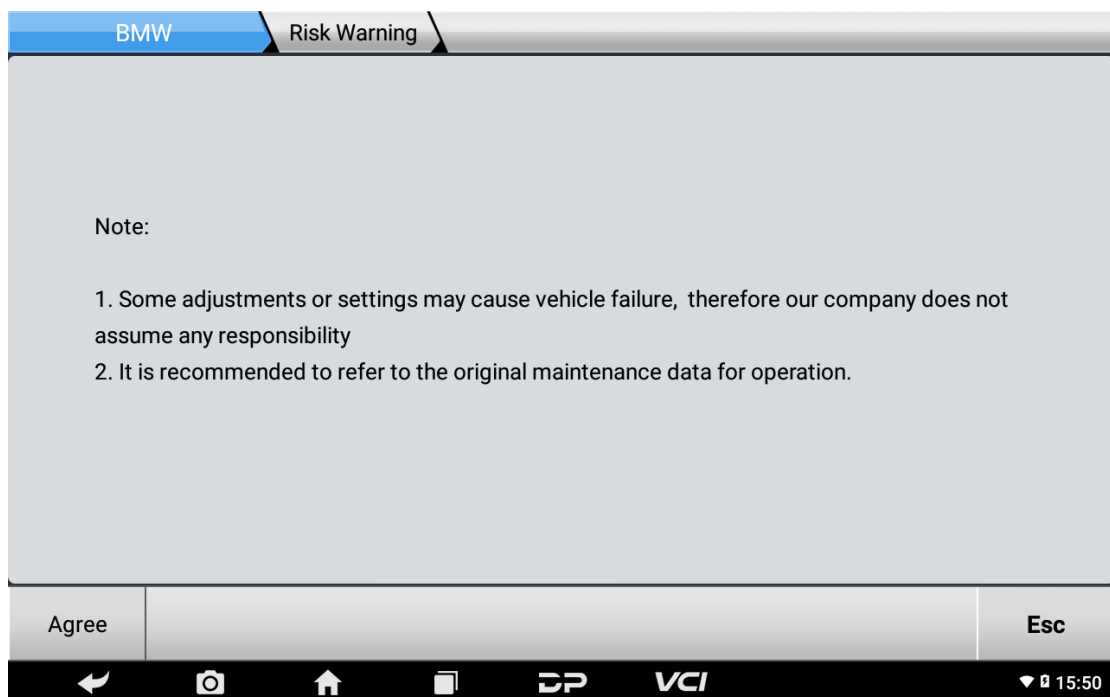 BMW
Risk Warning
Note:
1. Some adjustments or settings may cause vehicle failure, therefore our company does not
assume any responsibility
2. It is recommended to refer to the original maintenance data for operation.
Agree
Esc
DP
VCI
15:50